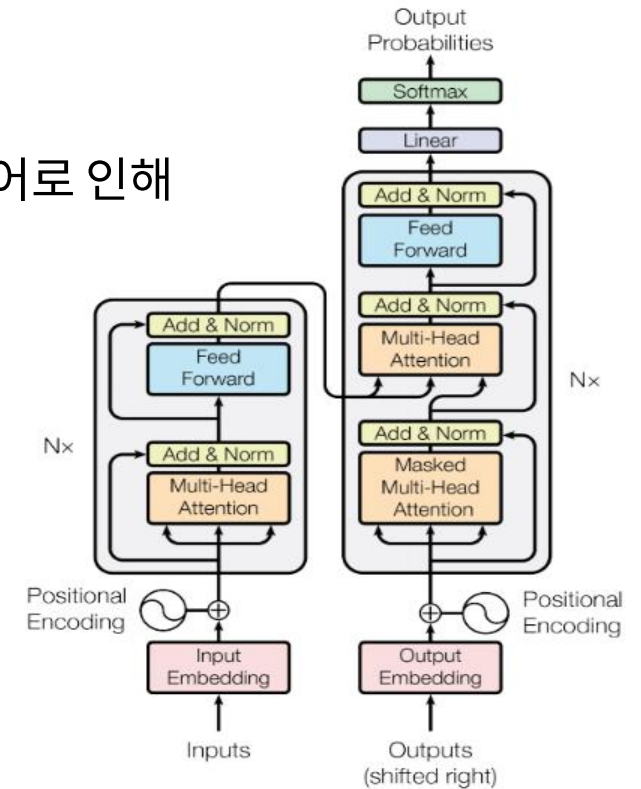 Output
Probabilities
Softmax
Linear
어로 인해
Add & Norm
Feed
Forward
Add & Norm
Multi-Head
Attention
Nx
Add & Norm
Masked
Multi-Head
Attention
Add & Norm
Feed
Forward
Nx
Add & Norm
Multi-Head
Attention
Positional
Encoding
Positional
Encoding
Input
Embedding
Output
Embedding
Inputs
Outputs
(shifted right)